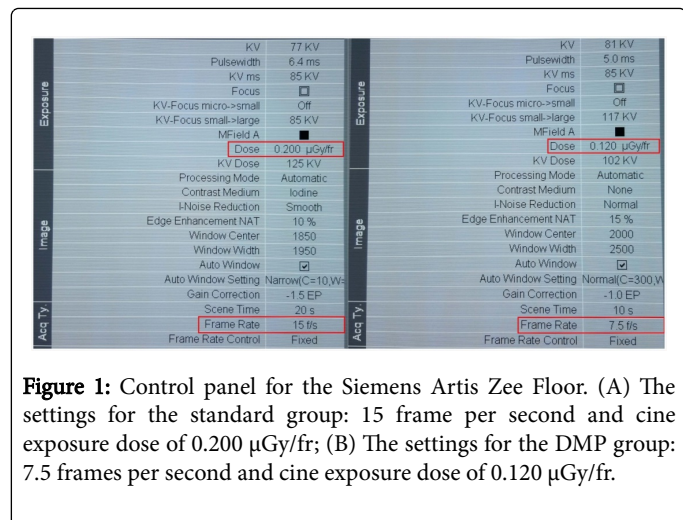 Exposure
KV 77 KV
Pulsewidth 6.4 ms
KV ms 85 KV
Focus
KV-Focus micro->small Off
KV-Focus small->large 85 KV
MField A
Dose 0.200 µGy/fr
KV Dose 125 KV
Image
Processing Mode Automatic
Contrast Medium Iodine
I-Noise Reduction Smooth
Edge Enhancement NAT 10 %
Window Center 1850
Window Width 1950
Auto Window
Auto Window Setting Narrow(C=10,W=
Gain Correction -1.5 EP
Acq Ty.
Scene Time 20 s
Frame Rate 15 f/s
Frame Rate Control Fixed
Exposure
KV 81 KV
Pulsewidth 5.0 ms
KV ms 85 KV
Focus
KV-Focus micro->small Off
KV-Focus small->large 117 KV
MField A
Dose 0.120 µGy/fr
KV Dose 102 KV
Image
Processing Mode Automatic
Contrast Medium None
I-Noise Reduction Normal
Edge Enhancement NAT 15 %
Window Center 2000
Window Width 2500
Auto Window
Auto Window Setting Normal(C=300,W
Gain Correction -1.0 EP
Acq Ty.
Scene Time 10 s
Frame Rate 7.5 f/s
Frame Rate Control Fixed
Figure 1: Control panel for the Siemens Artis Zee Floor. (A) The
settings for the standard group: 15 frame per second and cine
exposure dose of 0.200 µGy/fr; (B) The settings for the DMP group:
7.5 frames per second and cine exposure dose of 0.120 µGy/fr.